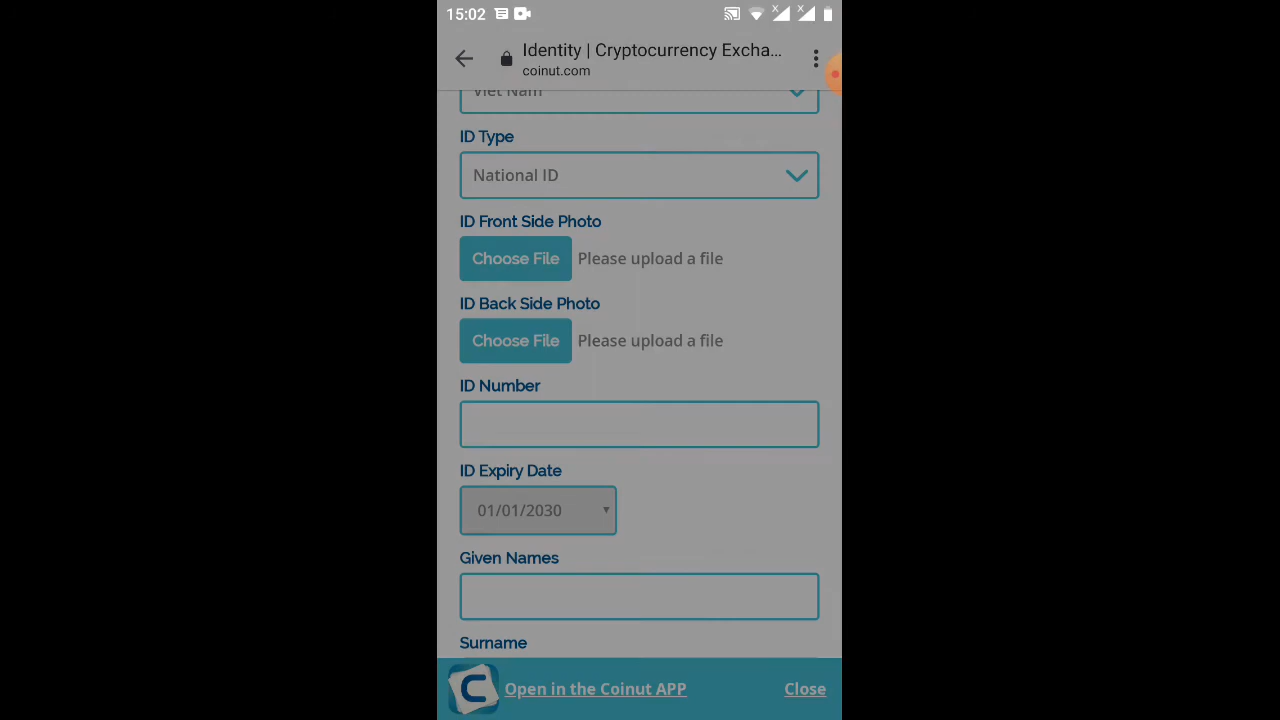 15:02
Identity | Cryptocurrency Excha...
coinut.com
Viet Nam
ID Type
National ID
ID Front Side Photo
Choose File Please upload a file
ID Back Side Photo
Choose File Please upload a file
ID Number
ID Expiry Date
01/01/2030
Given Names
Surname
C Open in the Coinut APP Close